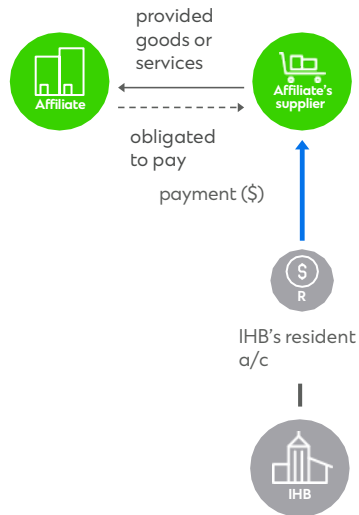 provided
goods or
services
Affiliate
Affiliate's
supplier
obligated
to pay
payment ($)
$
R
IHB's resident
a/c
IHB